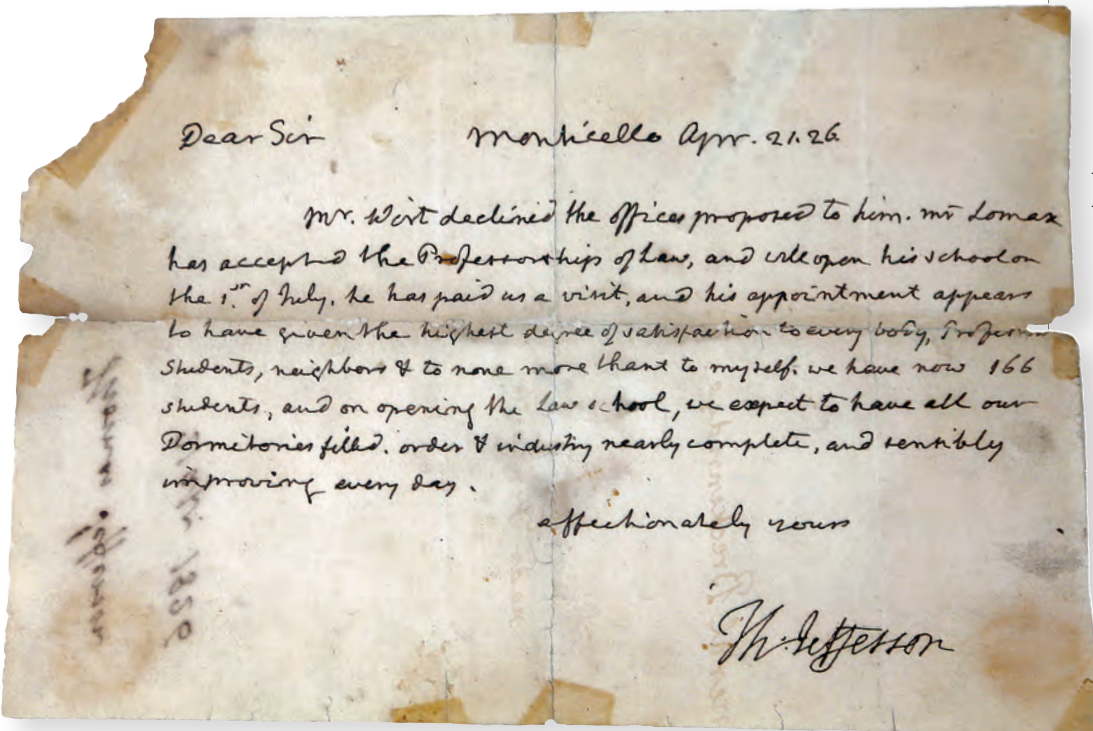 Dear Sir Monticello Apr. 21. 26.
Mr. Wirt declined the offices proposed to him. mr Lomax
has accepted the Professorship of Law, and will open his school on
the 1st of July. he has paid us a visit, and his appointment appears
to have given the highest degree of satisfaction to every body, Professors
Students, neighbors & to none more than to myself. we have now 166
students, and on opening the Law school, we expect to have all our
Dormitories filled. order & industry nearly complete, and sensibly
improving every day.
affectionately yours
Th. Jefferson